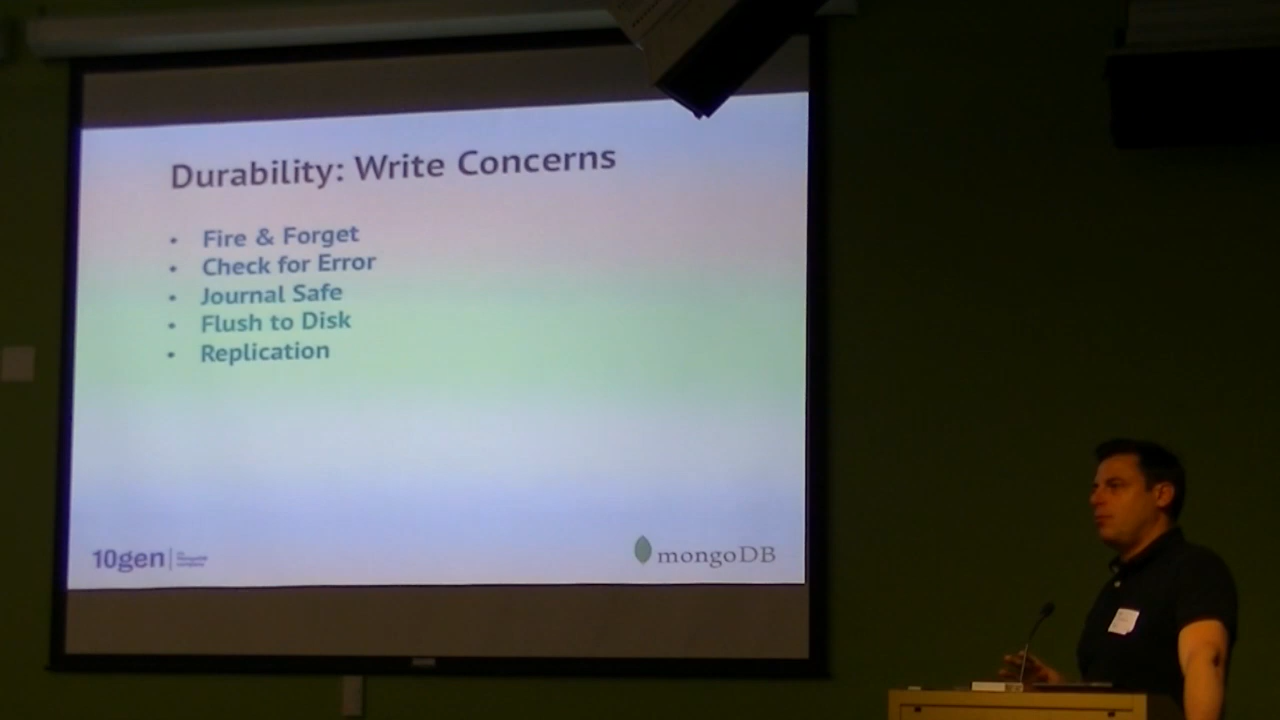 Durability: Write Concerns
• Fire & Forget
• Check for Error
• Journal Safe
• Flush to Disk
• Replication
10gen
mongoDB